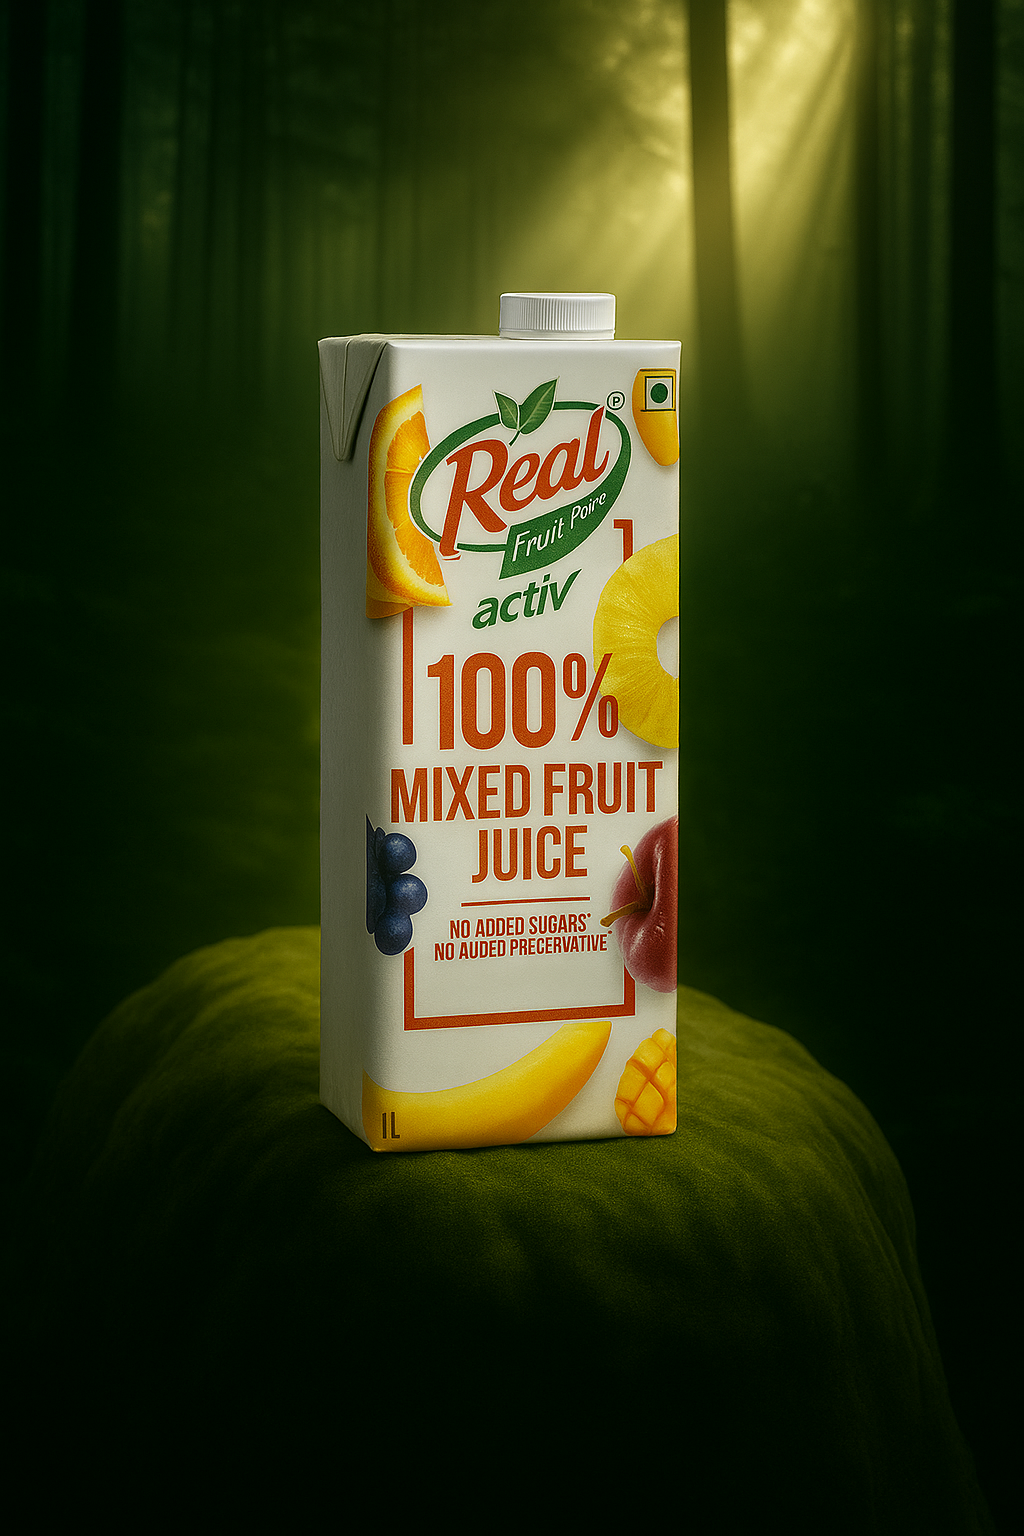 Real
Ⓟ
Fruit Poire
activ
100%
MIXED FRUIT
JUICE
NO ADDED SUGARS*
NO AUDED PRECERVATIVE
1L